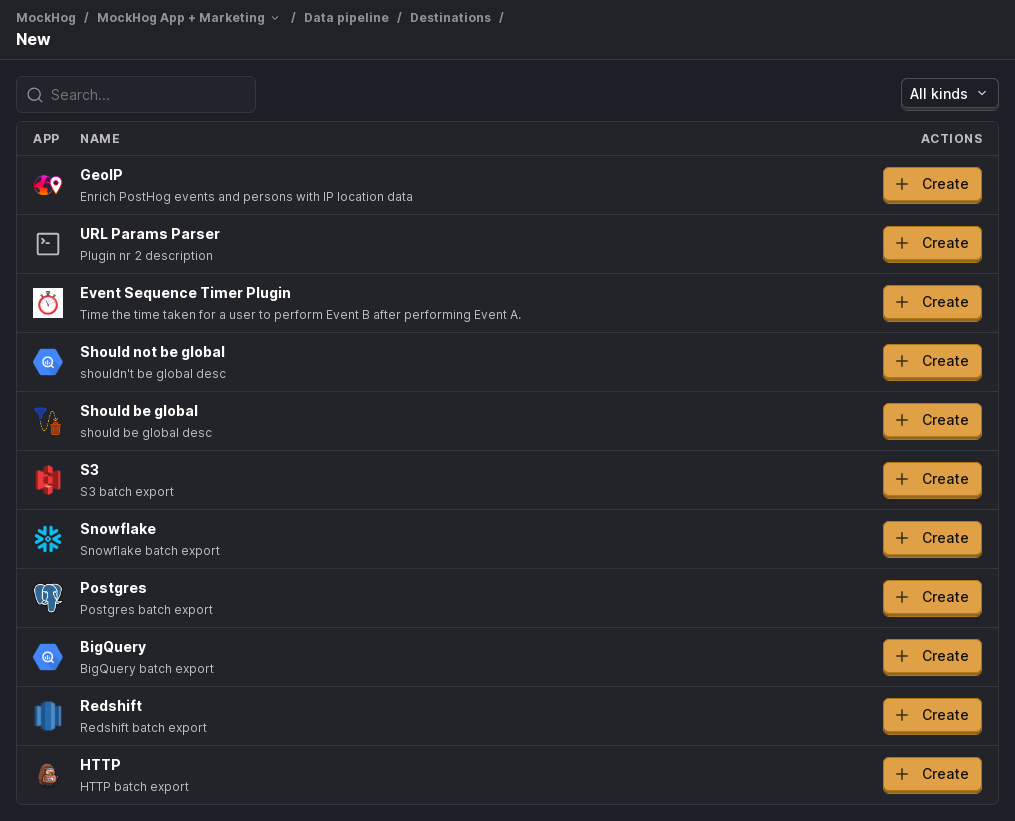 MockHog / MockHog App + Marketing / Data pipeline / Destinations /
New
Search...
All kinds
APP NAME ACTIONS
GeoIP
Enrich PostHog events and persons with IP location data
Create
URL Params Parser
Plugin nr 2 description
Create
Event Sequence Timer Plugin
Time the time taken for a user to perform Event B after performing Event A.
Create
Should not be global
shouldn't be global desc
Create
Should be global
should be global desc
Create
S3
S3 batch export
Create
Snowflake
Snowflake batch export
Create
Postgres
Postgres batch export
Create
BigQuery
BigQuery batch export
Create
Redshift
Redshift batch export
Create
HTTP
HTTP batch export
Create